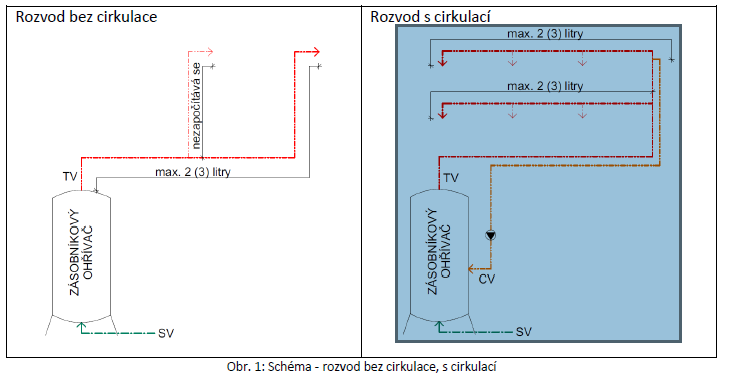 Rozvod bez cirkulace
nezapočítává se
TV
max. 2 (3) litry
ZÁSOBNÍKOVÝ
OHŘÍVAČ
SV
Rozvod s cirkulací
max. 2 (3) litry
max. 2 (3) litry
TV
ZÁSOBNÍKOVÝ
OHŘÍVAČ
CV
SV
Obr. 1: Schéma - rozvod bez cirkulace, s cirkulací